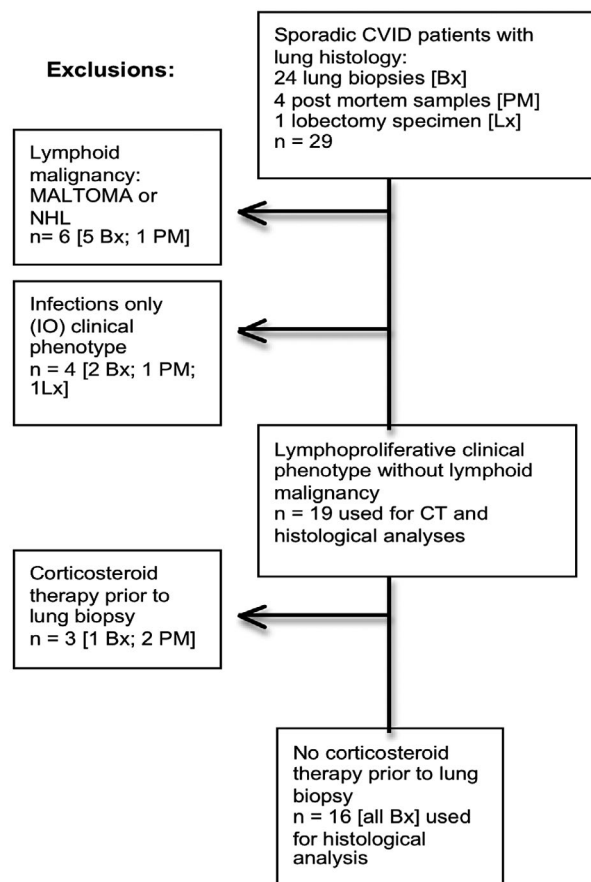 Sporadic CVID patients with
lung histology:
24 lung biopsies [Bx]
4 post mortem samples [PM]
1 lobectomy specimen [Lx]
n = 29
Exclusions:
Lymphoid
malignancy:
MALTOMA or
NHL
n= 6 [5 Bx; 1 PM]
Infections only
(IO) clinical
phenotype
n = 4 [2 Bx; 1 PM;
1Lx]
Lymphoproliferative clinical
phenotype without lymphoid
malignancy
n = 19 used for CT and
histological analyses
Corticosteroid
therapy prior to
lung biopsy
n = 3 [1 Bx; 2 PM]
No corticosteroid
therapy prior to lung
biopsy
n = 16 [all Bx] used
for histological
analysis